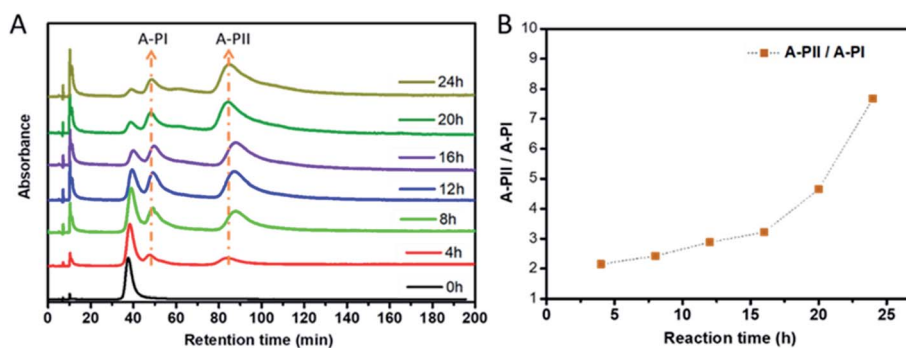 A
A-PI
A-PII
24h
20h
16h
12h
8h
4h
0h
Absorbance
0 20 40 60 80 100 120 140 160 180 200
Retention time (min)
B
A-PII / A-PI
10
9
8
7
6
5
4
3
2
1
A-PII / A-PI
0 5 10 15 20 25
Reaction time (h)